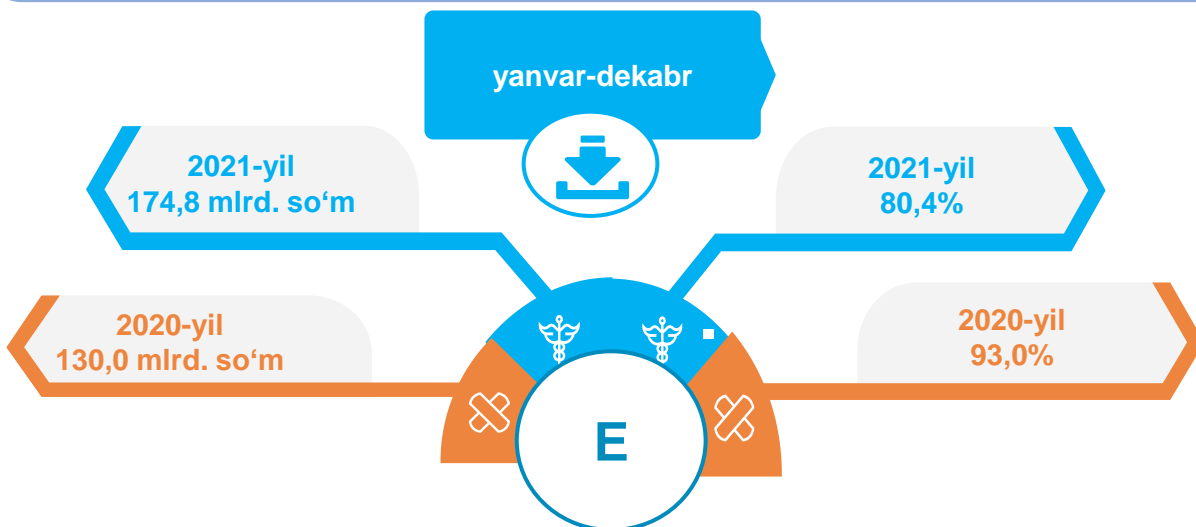 yanvar-dekabr
2021-yil
174,8 mlrd. so‘m
2021-yil
80,4%
2020-yil
130,0 mlrd. so‘m
2020-yil
93,0%
E